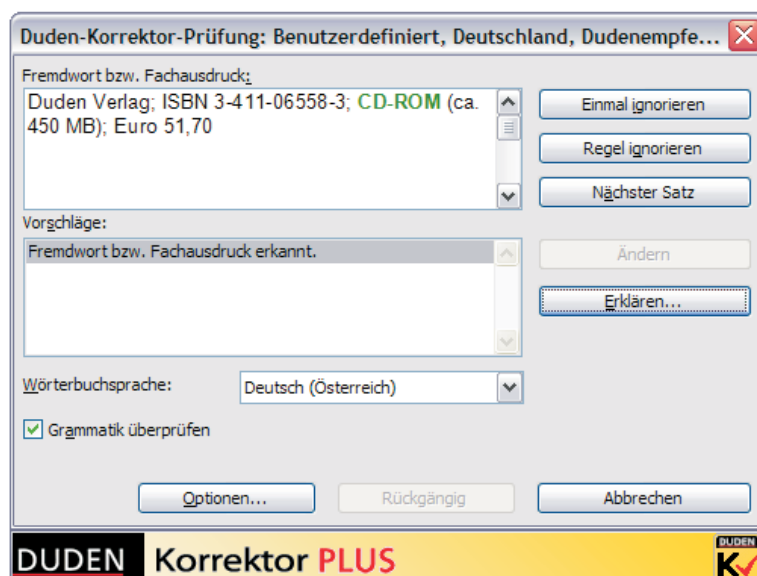 Duden-Korrektor-Prüfung: Benutzerdefiniert, Deutschland, Dudenempfe...
Fremdwort bzw. Fachausdruck:
Duden Verlag; ISBN 3-411-06558-3; CD-ROM (ca.
450 MB); Euro 51,70
Einmal ignorieren
Regel ignorieren
Nächster Satz
Vorschläge:
Fremdwort bzw. Fachausdruck erkannt.
Ändern
Erklären...
Wörterbuchsprache:
Deutsch (Österreich)
Grammatik überprüfen
Optionen...
Rückgängig
Abbrechen
DUDEN Korrektor PLUS
DUDEN
K